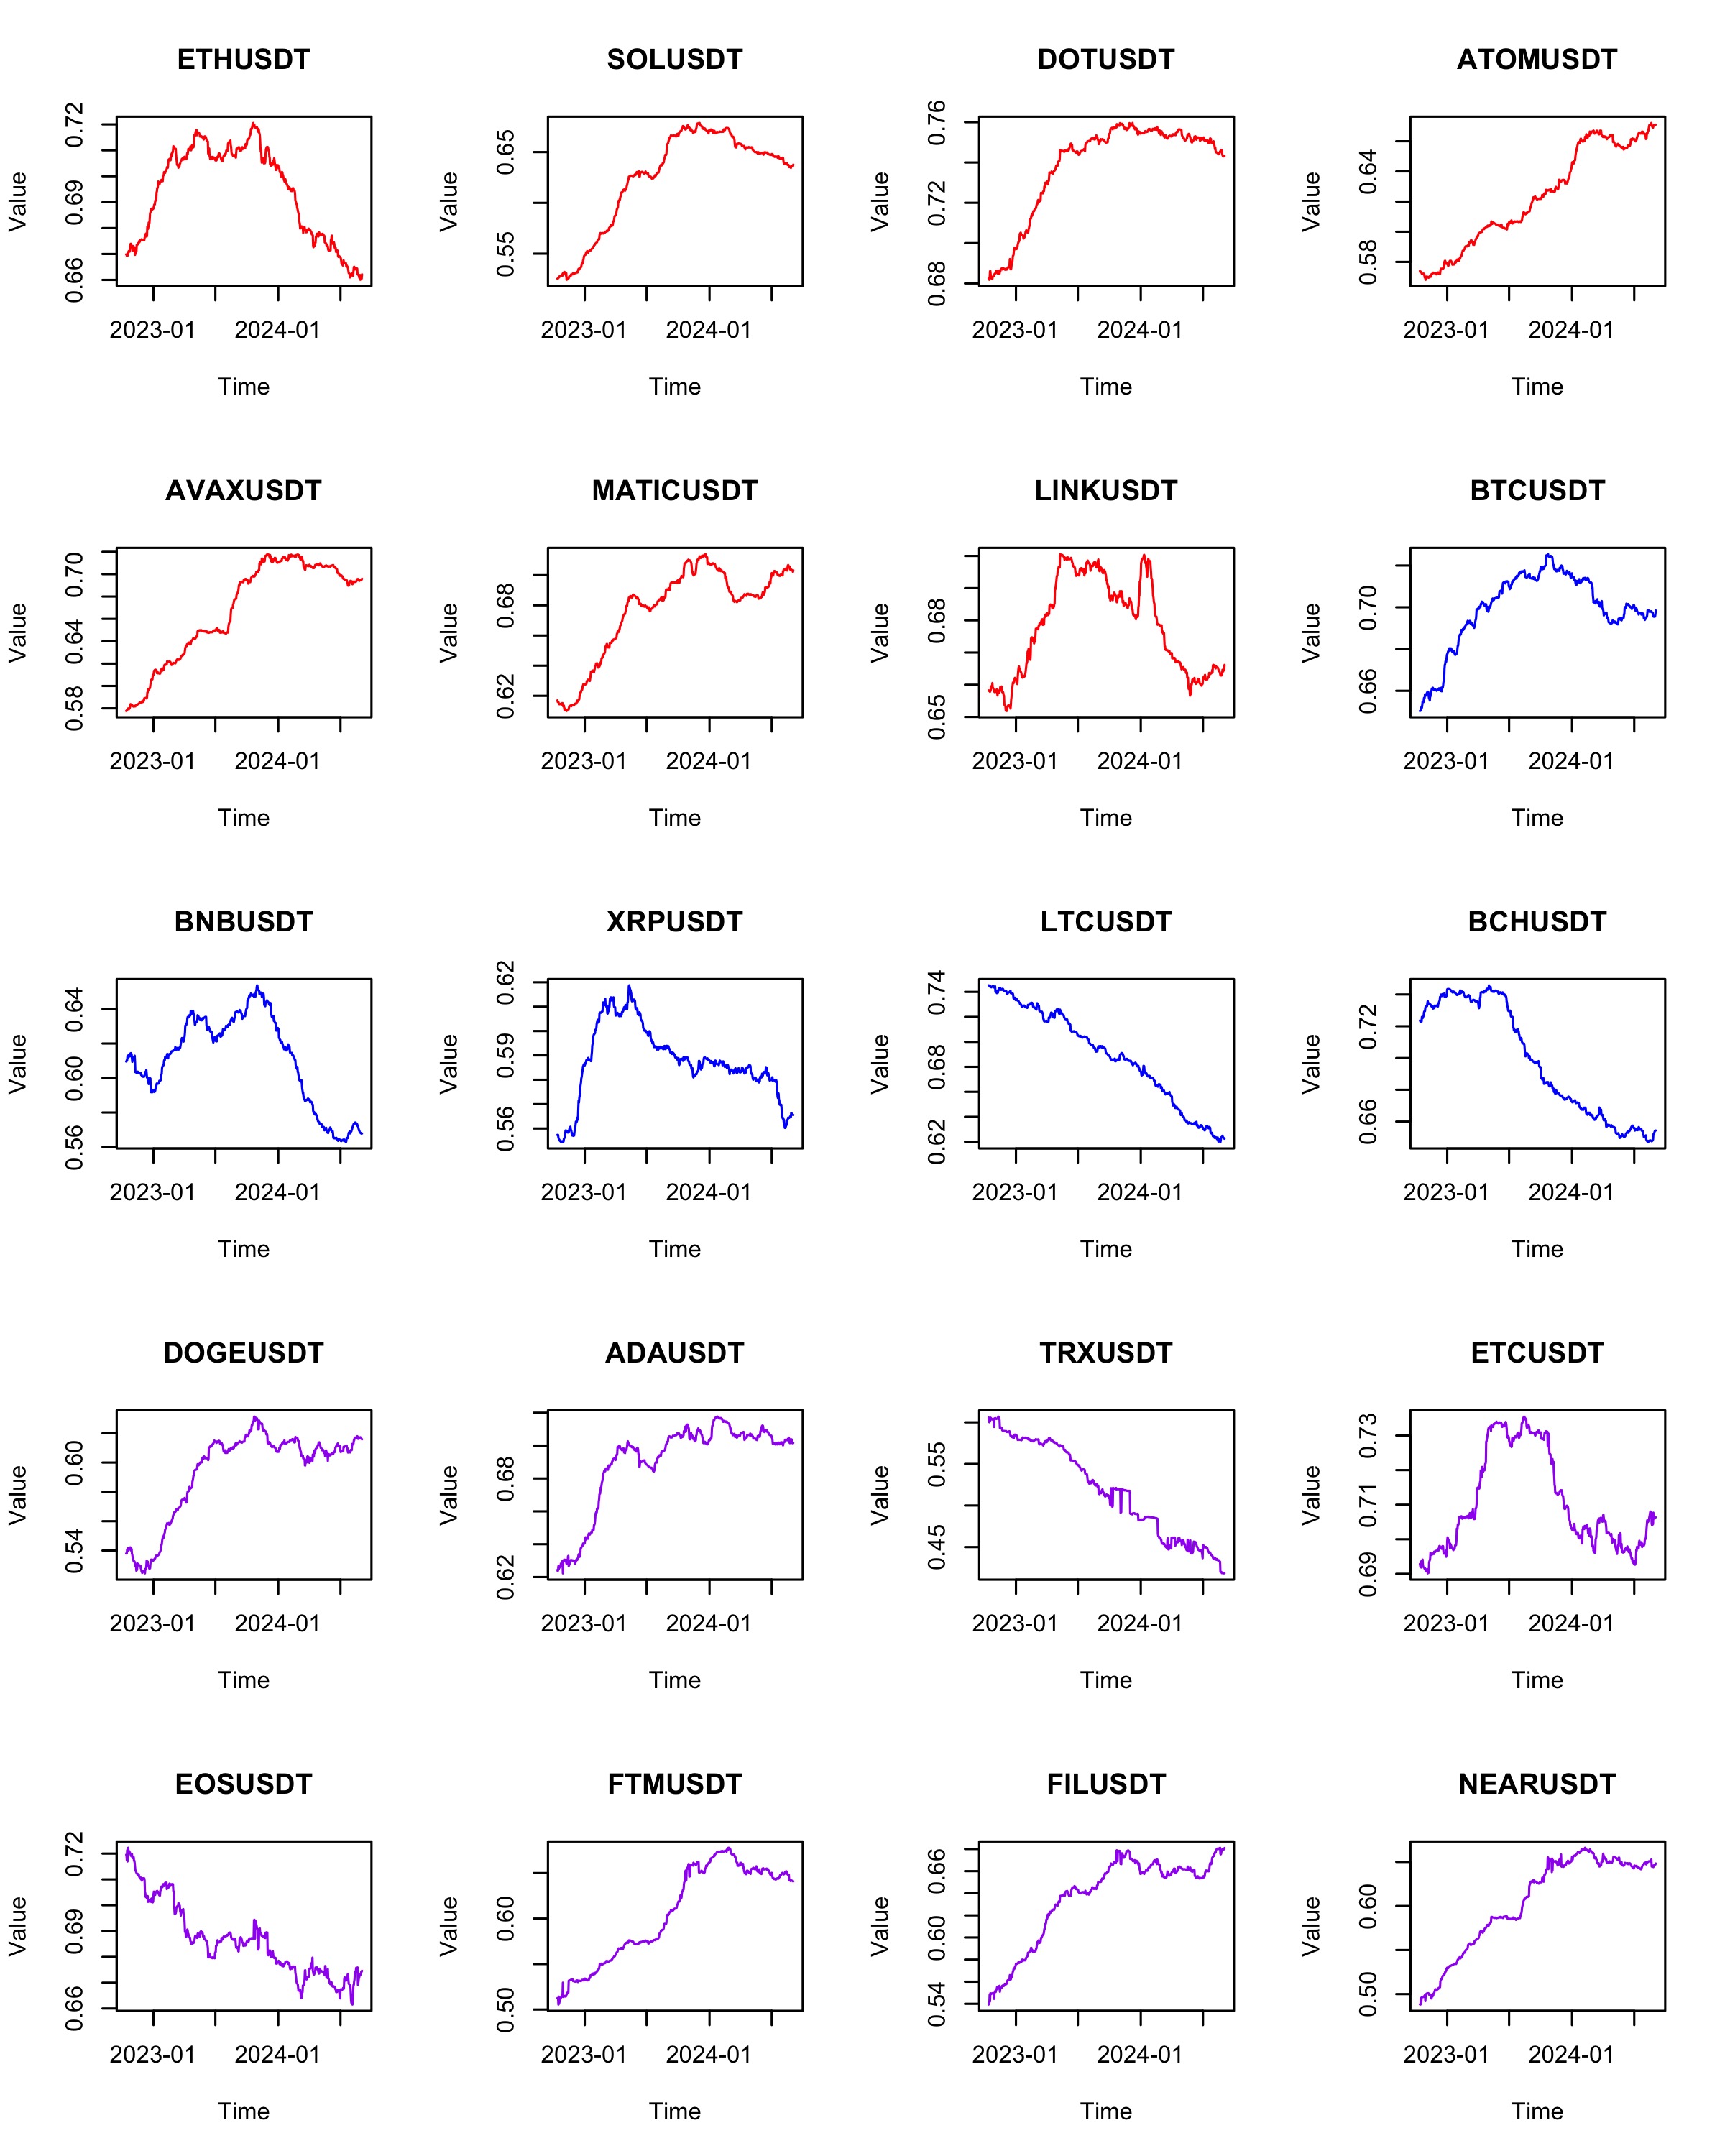 ETHUSDT
Value
0.66 0.69 0.72
2023-01 2024-01
Time
SOLUSDT
Value
0.55 0.65
2023-01 2024-01
Time
DOTUSDT
Value
0.68 0.72 0.76
2023-01 2024-01
Time
ATOMUSDT
Value
0.58 0.64
2023-01 2024-01
Time
AVAXUSDT
Value
0.58 0.64 0.70
2023-01 2024-01
Time
MATICUSDT
Value
0.62 0.68
2023-01 2024-01
Time
LINKUSDT
Value
0.65 0.68
2023-01 2024-01
Time
BTCUSDT
Value
0.66 0.70
2023-01 2024-01
Time
BNBUSDT
Value
0.56 0.60 0.64
2023-01 2024-01
Time
XRPUSDT
Value
0.56 0.59 0.62
2023-01 2024-01
Time
LTCUSDT
Value
0.62 0.68 0.74
2023-01 2024-01
Time
BCHUSDT
Value
0.66 0.72
2023-01 2024-01
Time
DOGEUSDT
Value
0.54 0.60
2023-01 2024-01
Time
ADAUSDT
Value
0.62 0.68
2023-01 2024-01
Time
TRXUSDT
Value
0.45 0.55
2023-01 2024-01
Time
ETCUSDT
Value
0.69 0.71 0.73
2023-01 2024-01
Time
EOSUSDT
Value
0.66 0.69 0.72
2023-01 2024-01
Time
FTMUSDT
Value
0.50 0.60
2023-01 2024-01
Time
FILUSDT
Value
0.54 0.60 0.66
2023-01 2024-01
Time
NEARUSDT
Value
0.50 0.60
2023-01 2024-01
Time